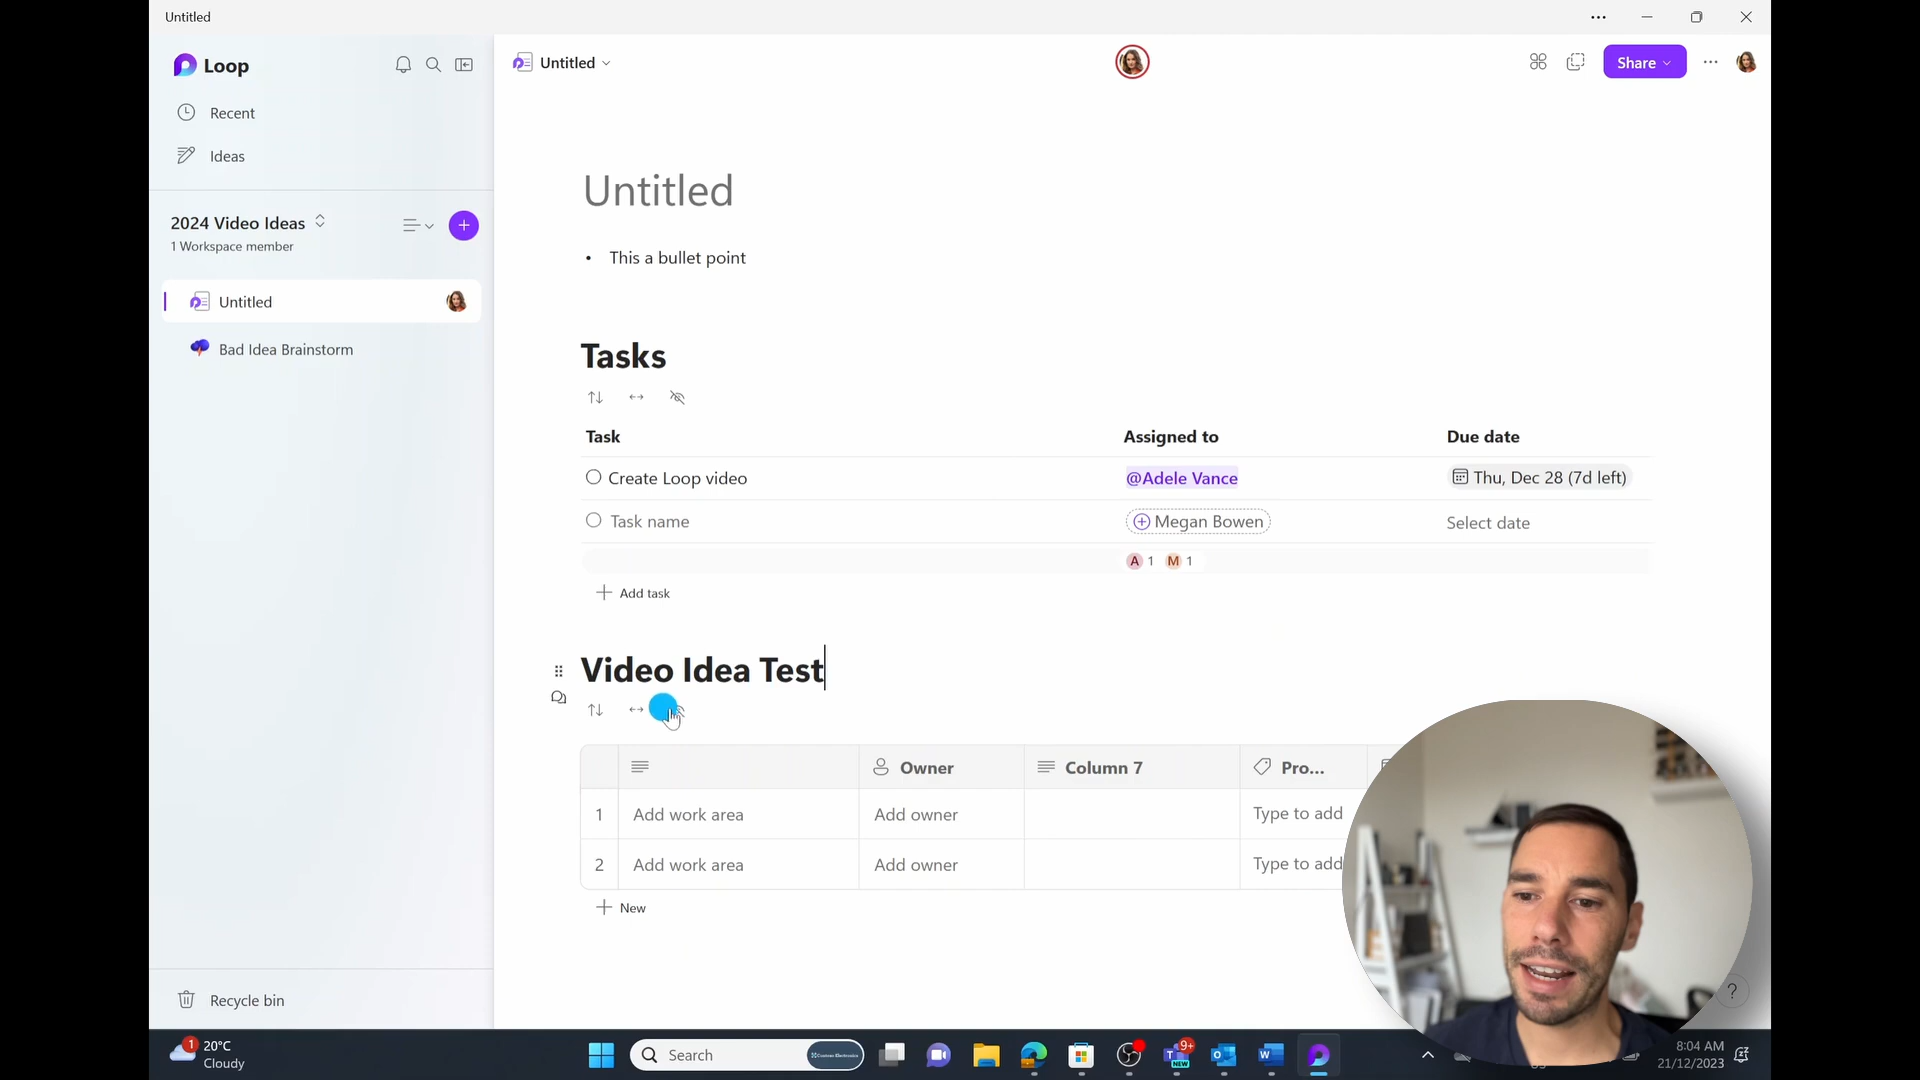 Untitled
Loop
Untitled
Share
Recent
Ideas
2024 Video Ideas
1 Workspace member
Untitled
Bad Idea Brainstorm
Untitled
• This a bullet point
Tasks
Task Assigned to Due date
Create Loop video @Adele Vance Thu, Dec 28 (7d left)
Task name Megan Bowen Select date
A 1 M 1
Add task
Video Idea Test
Owner Column 7 Pro...
1 Add work area Add owner Type to add
2 Add work area Add owner Type to add
New
Recycle bin
?
1 20°C
Cloudy
Search
9+
NEW
8:04 AM
21/12/2023